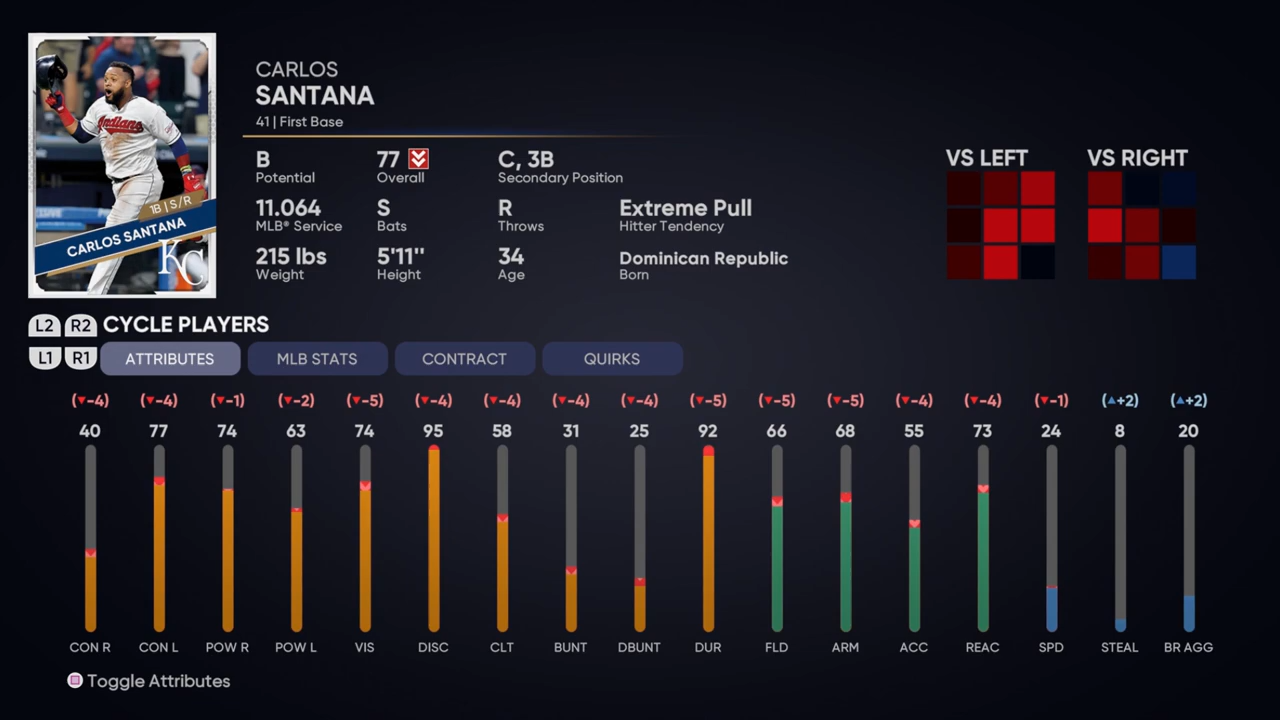 Indians
1B | S/R
CARLOS SANTANA
KC
CARLOS
SANTANA
41 | First Base
B
Potential
77
Overall
C, 3B
Secondary Position
11.064
MLB® Service
S
Bats
R
Throws
Extreme Pull
Hitter Tendency
215 lbs
Weight
5'11''
Height
34
Age
Dominican Republic
Born
VS LEFT
VS RIGHT
L2 R2 CYCLE PLAYERS
L1 R1 ATTRIBUTES MLB STATS CONTRACT QUIRKS
(▼-4) (▼-4) (▼-1) (▼-2) (▼-5) (▼-4) (▼-4) (▼-4) (▼-4) (▼-5) (▼-5) (▼-5) (▼-4) (▼-4) (▼-1) (▲+2) (▲+2)
40 77 74 63 74 95 58 31 25 92 66 68 55 73 24 8 20
CON R CON L POW R POW L VIS DISC CLT BUNT DBUNT DUR FLD ARM ACC REAC SPD STEAL BR AGG
Toggle Attributes